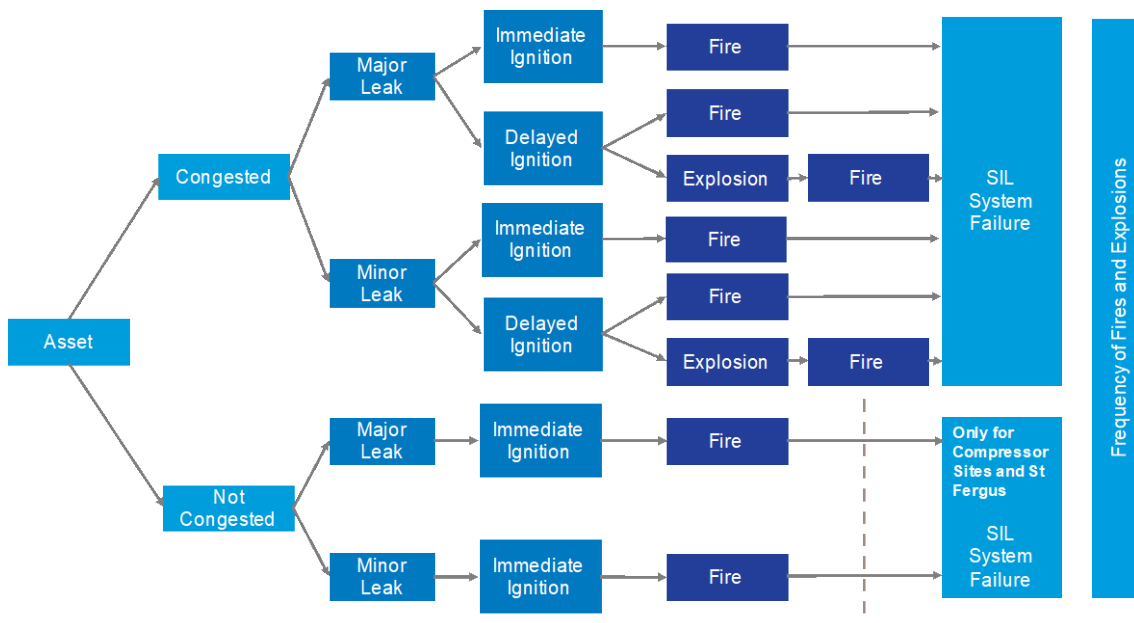 Immediate
Ignition
Fire
Major
Leak
Fire
Delayed
Ignition
Congested
Explosion
Fire
SIL
System
Failure
Immediate
Ignition
Fire
Minor
Leak
Fire
Delayed
Ignition
Asset
Explosion
Fire
Major
Leak
Immediate
Ignition
Fire
Only for
Compressor
Sites and St
Fergus
Not
Congested
SIL
System
Failure
Minor
Leak
Immediate
Ignition
Fire
Frequency of Fires and Explosions